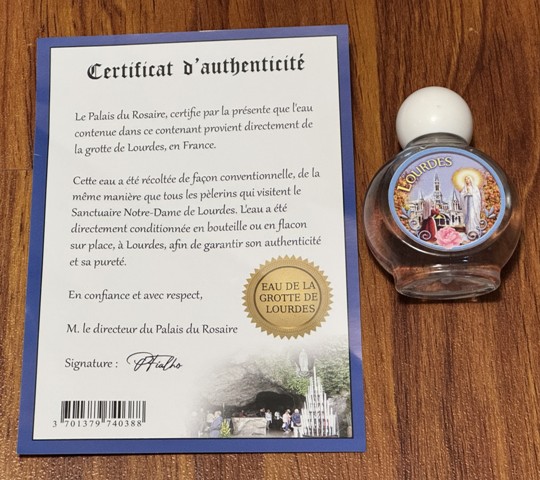 Certificat d'authenticité
Le Palais du Rosaire, certifie par la présente que l'eau
contenue dans ce contenant provient directement de
la grotte de Lourdes, en France.
Cette eau a été récoltée de façon conventionnelle, de la
même manière que tous les pèlerins qui visitent le
Sanctuaire Notre-Dame de Lourdes. L'eau a été
directement conditionnée en bouteille ou en flacon
sur place, à Lourdes, afin de garantir son authenticité
et sa pureté.
En confiance et avec respect,
M. le directeur du Palais du Rosaire
Signature : PFialho
EAU DE LA
GROTTE DE
LOURDES
3 701379 740388
LOURDES